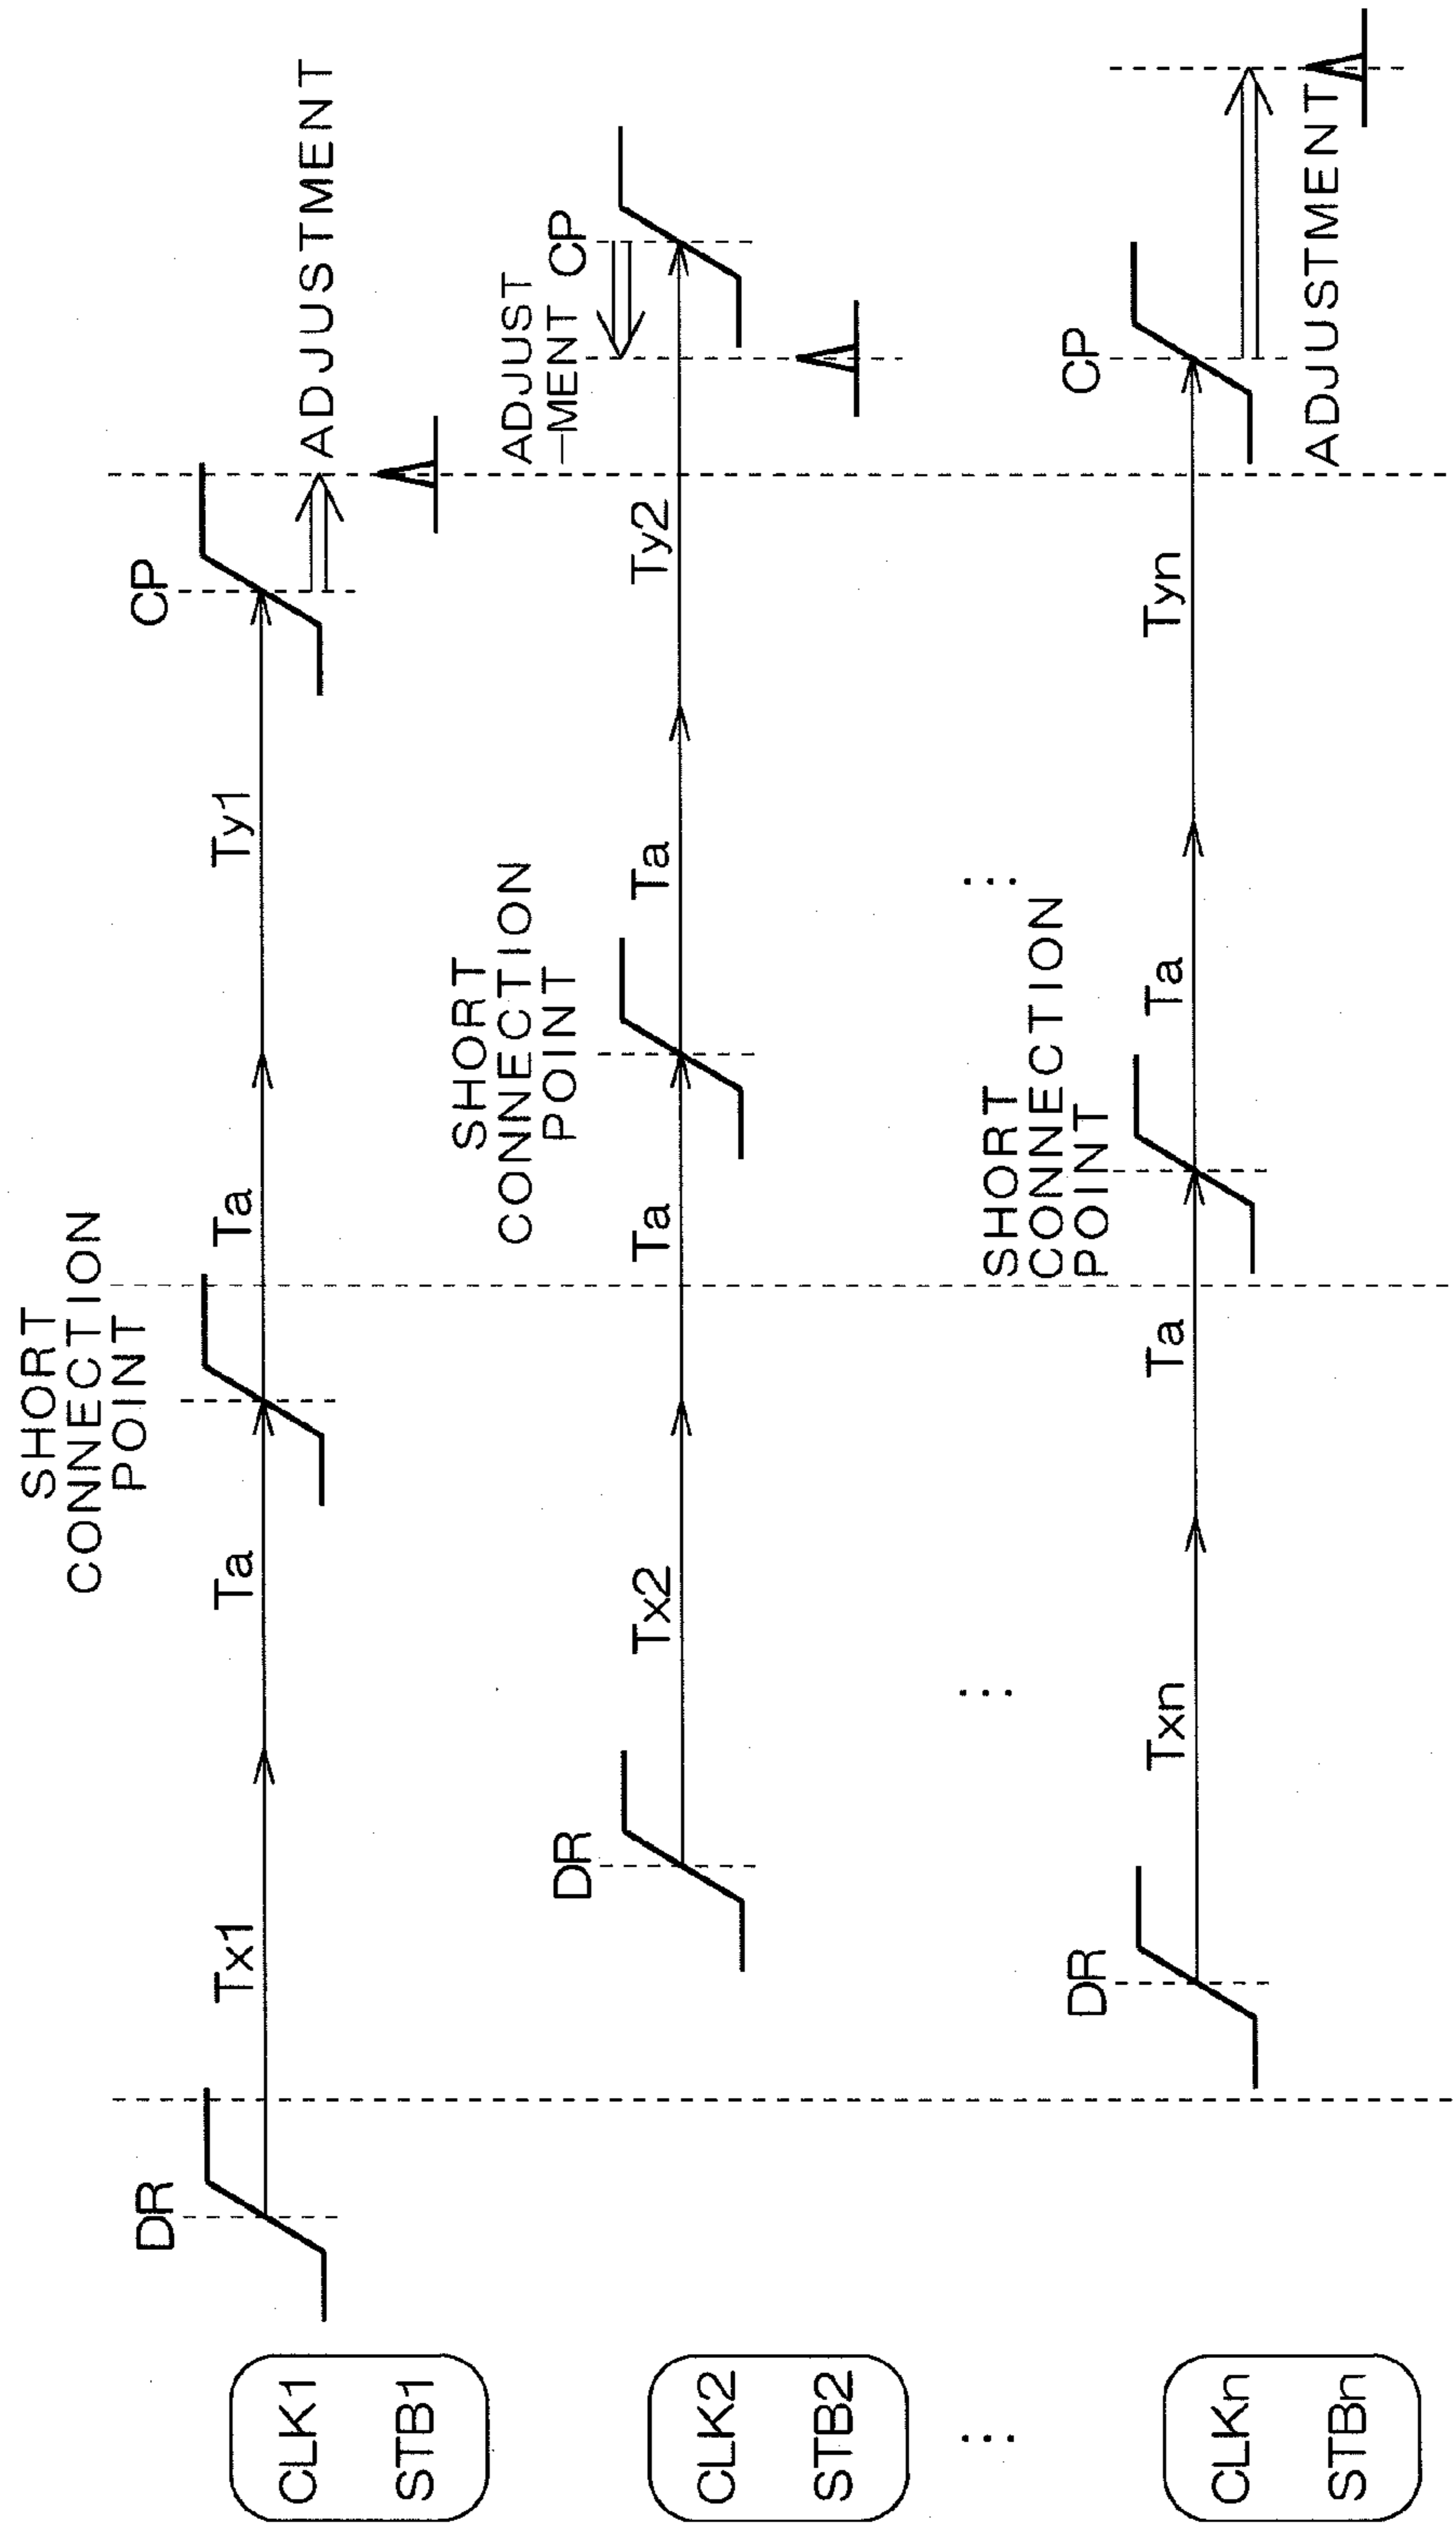 CLK1
STB1
DR
Tx1
Ta
SHORT
CONNECTION
POINT
Ta
Ty1
CP
ADJUSTMENT
CLK2
STB2
DR
Tx2
Ta
SHORT
CONNECTION
POINT
Ta
Ty2
ADJUST
-MENT
CP
...
...
...
CLKn
STBn
DR
Txn
Ta
SHORT
CONNECTION
POINT
Ta
Tyn
CP
ADJUSTMENT